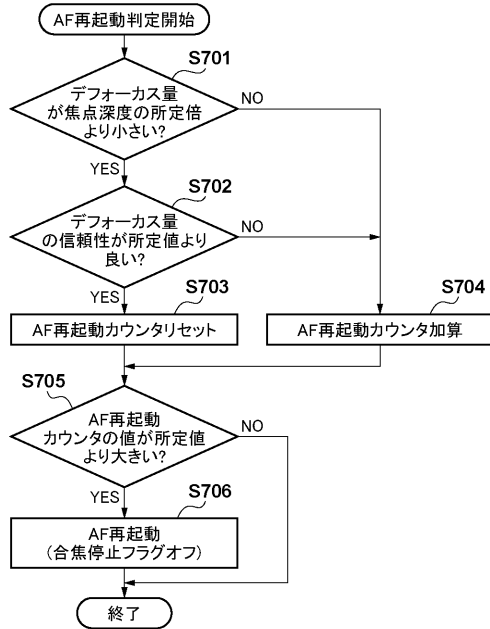 AF再起動判定開始
S701
デフォーカス量
が焦点深度の所定倍
より小さい?
NO
YES
S702
デフォーカス量
の信頼性が所定値より
良い?
NO
YES
S703
AF再起動カウンタリセット
S704
AF再起動カウンタ加算
S705
AF再起動
カウンタの値が所定値
より大きい?
NO
YES
S706
AF再起動
(合焦停止フラグオフ)
終了